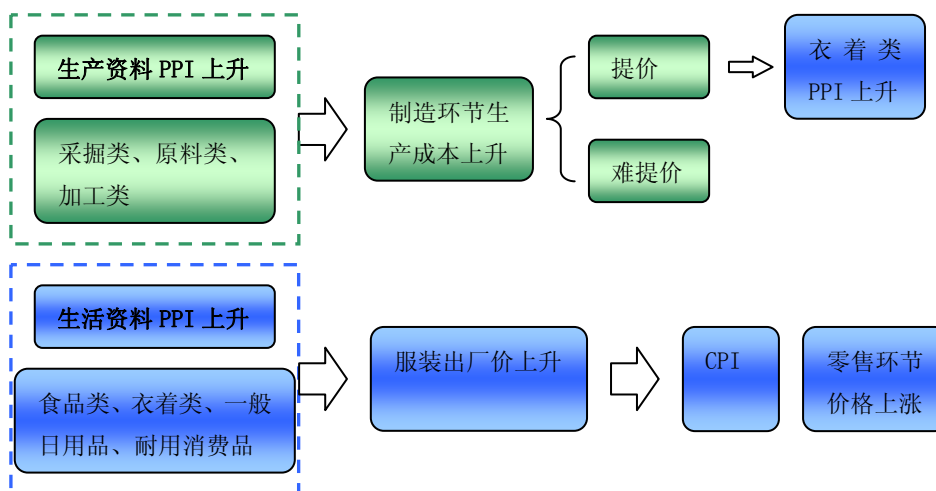 生产资料 PPI 上升
采掘类、原料类、
加工类
制造环节生
产成本上升
提价
难提价
衣 着 类
PPI 上升
生活资料 PPI 上升
食品类、衣着类、一般
日用品、耐用消费品
服装出厂价上升
CPI
零售环节
价格上涨